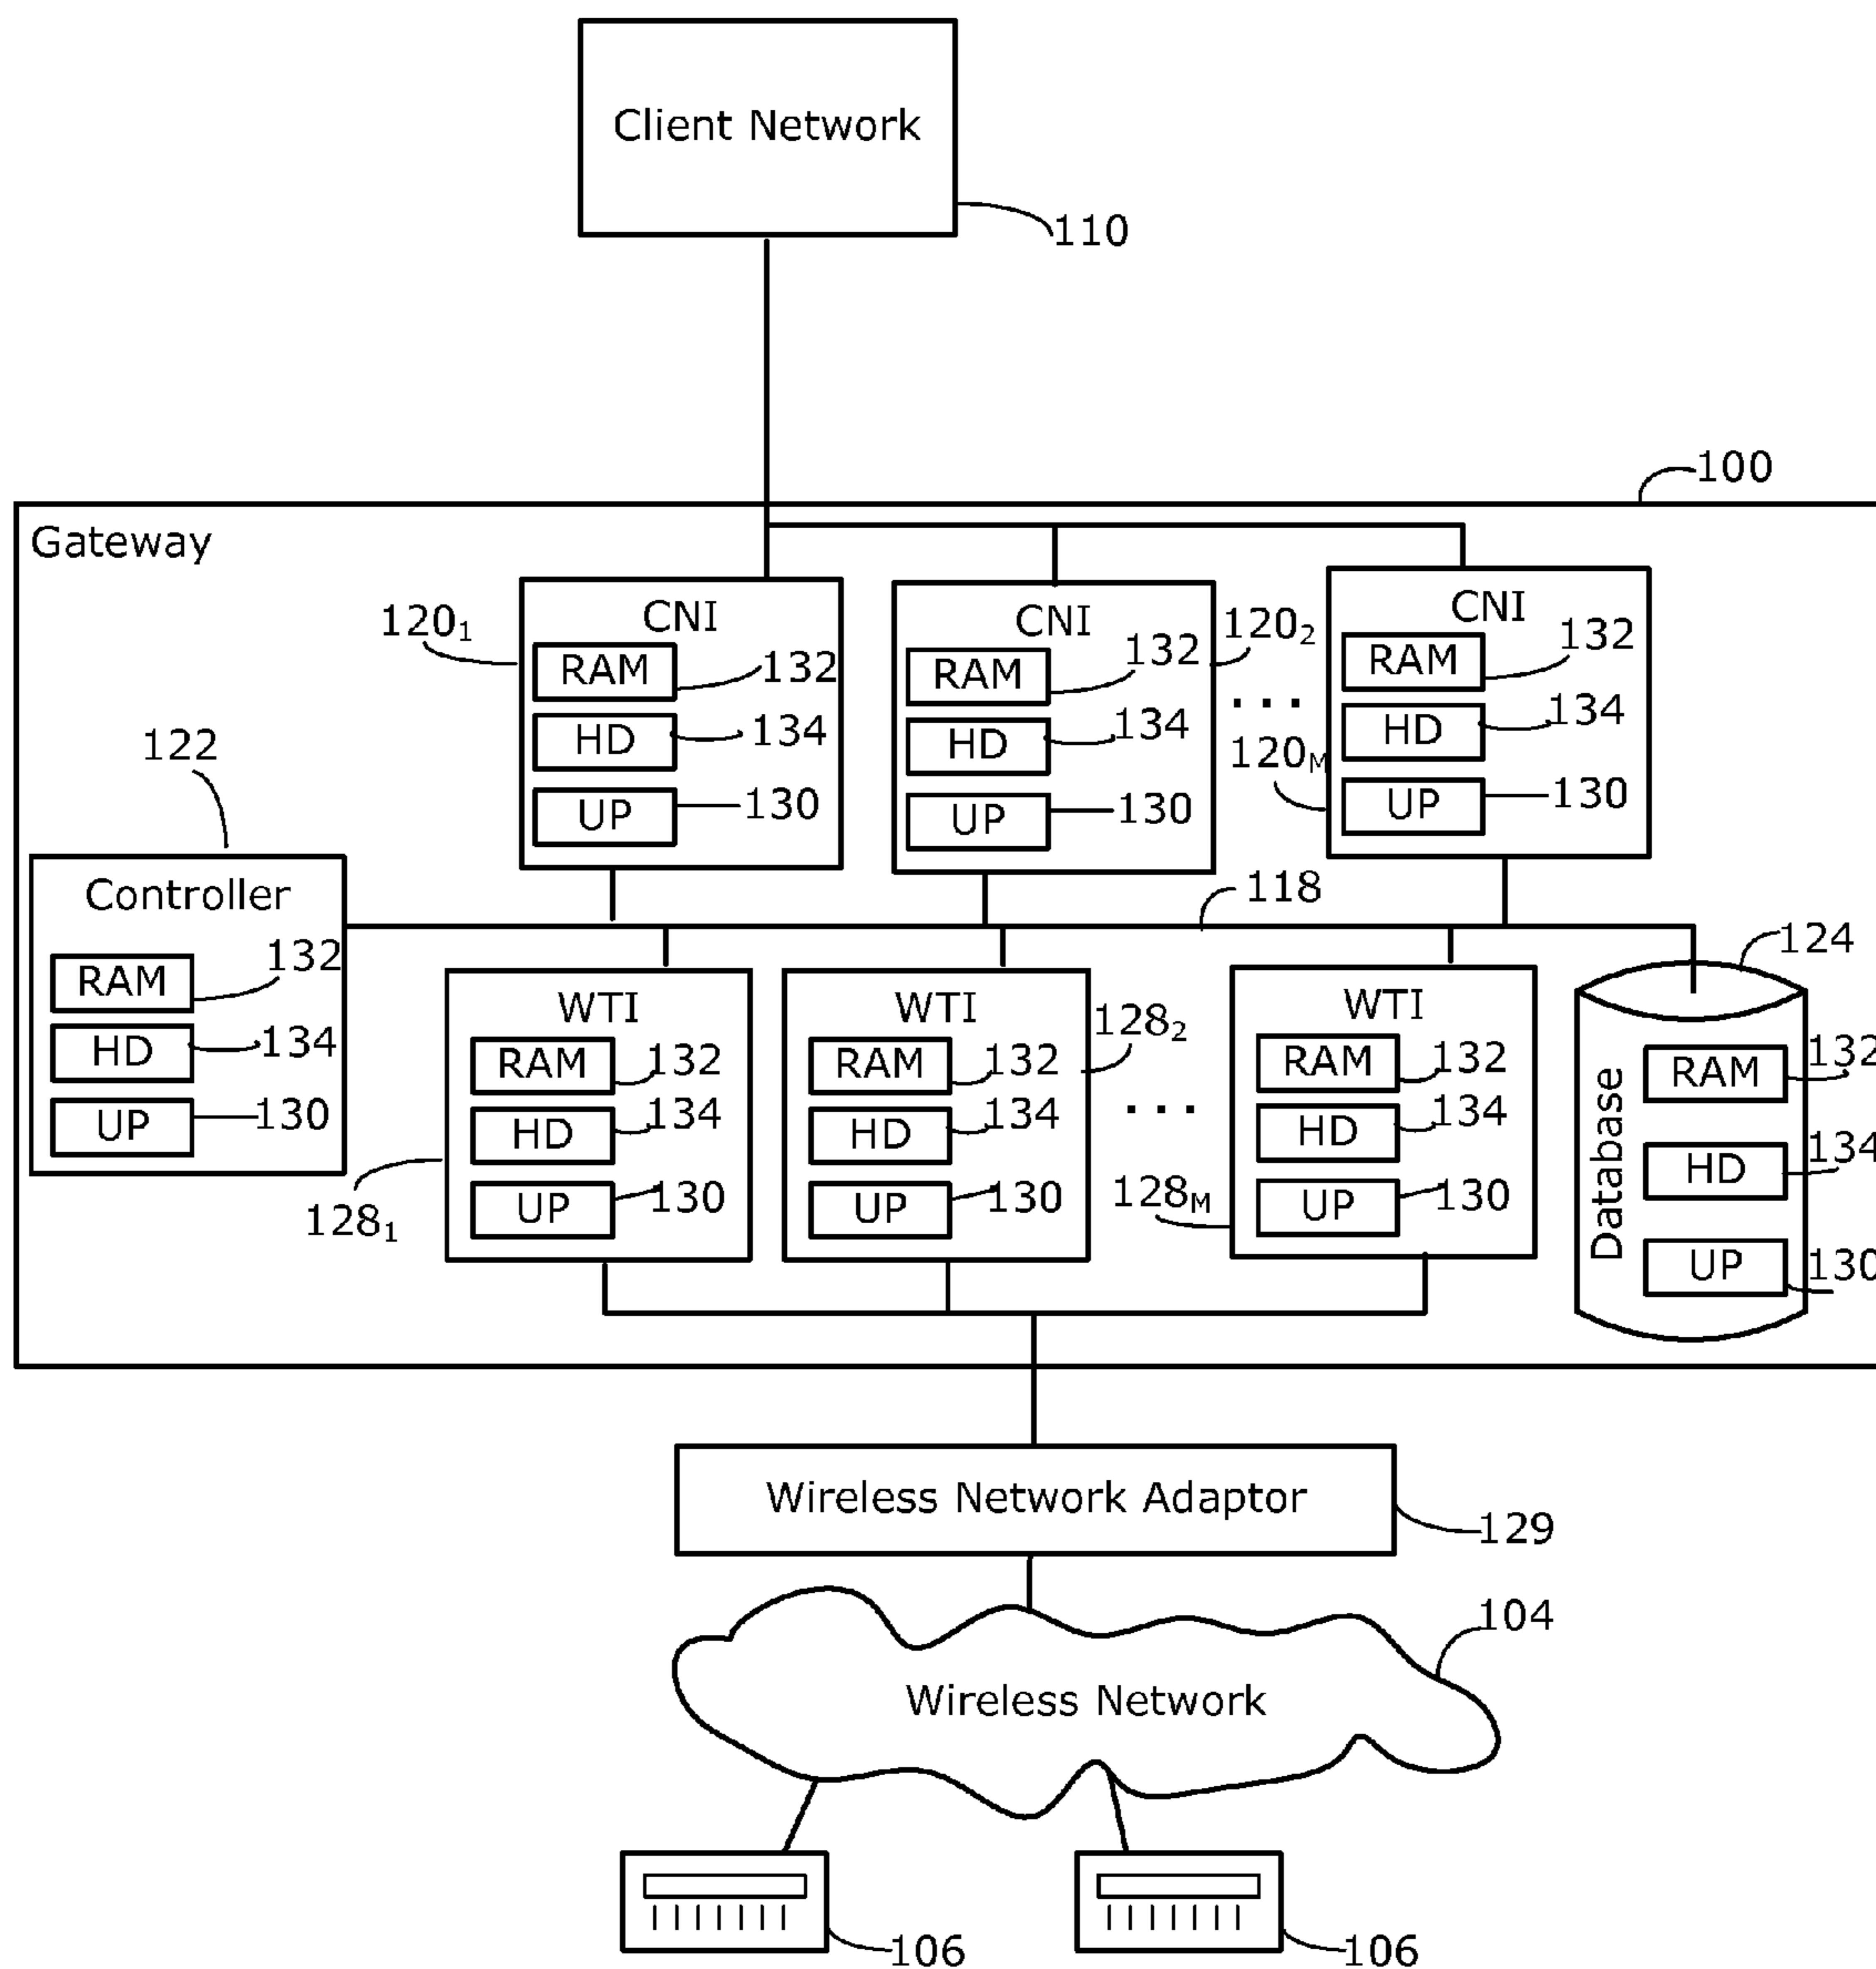 Client Network
110
100
Gateway
CNI
CNI
CNI
120₁
RAM
132
RAM
132
120₂
RAM
132
HD
134
HD
134
...
HD
134
120M
UP
130
UP
130
UP
130
122
Controller
118
RAM
132
HD
134
UP
130
124
WTI
WTI
WTI
128₂
RAM
132
RAM
132
RAM
132
HD
134
HD
134
...
HD
134
UP
130
UP
130
128M
UP
130
128₁
Database
RAM
132
HD
134
UP
130
Wireless Network Adaptor
129
104
Wireless Network
106
106